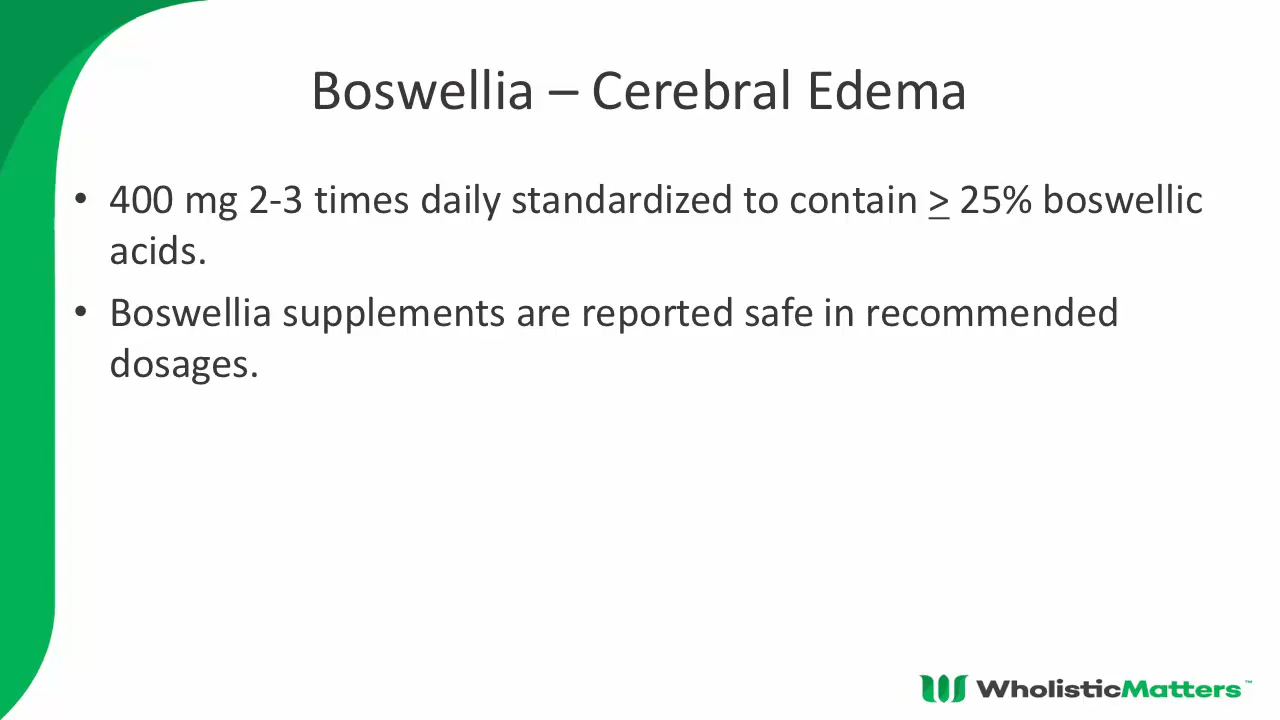 Boswellia – Cerebral Edema
• 400 mg 2-3 times daily standardized to contain ≥ 25% boswellic
acids.
• Boswellia supplements are reported safe in recommended
dosages.
WholisticMatters™